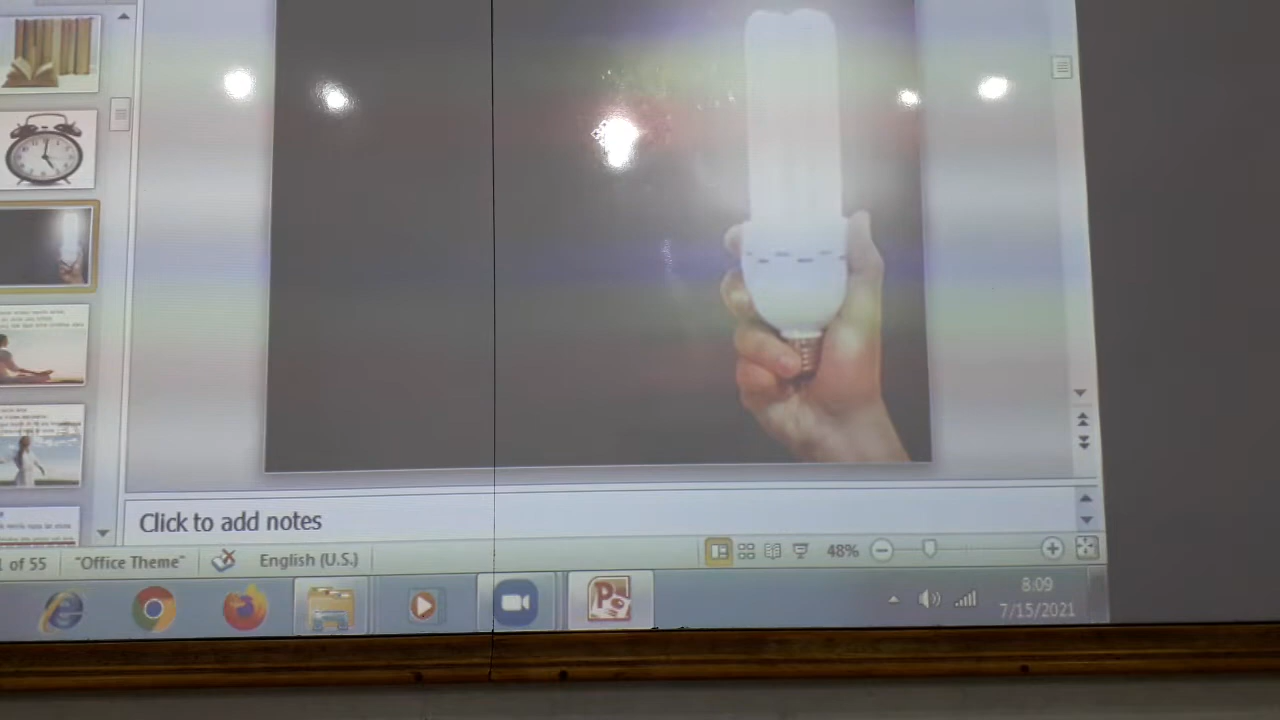 Click to add notes
of 55
"Office Theme"
English (U.S.)
48%
8:09
7/15/2021